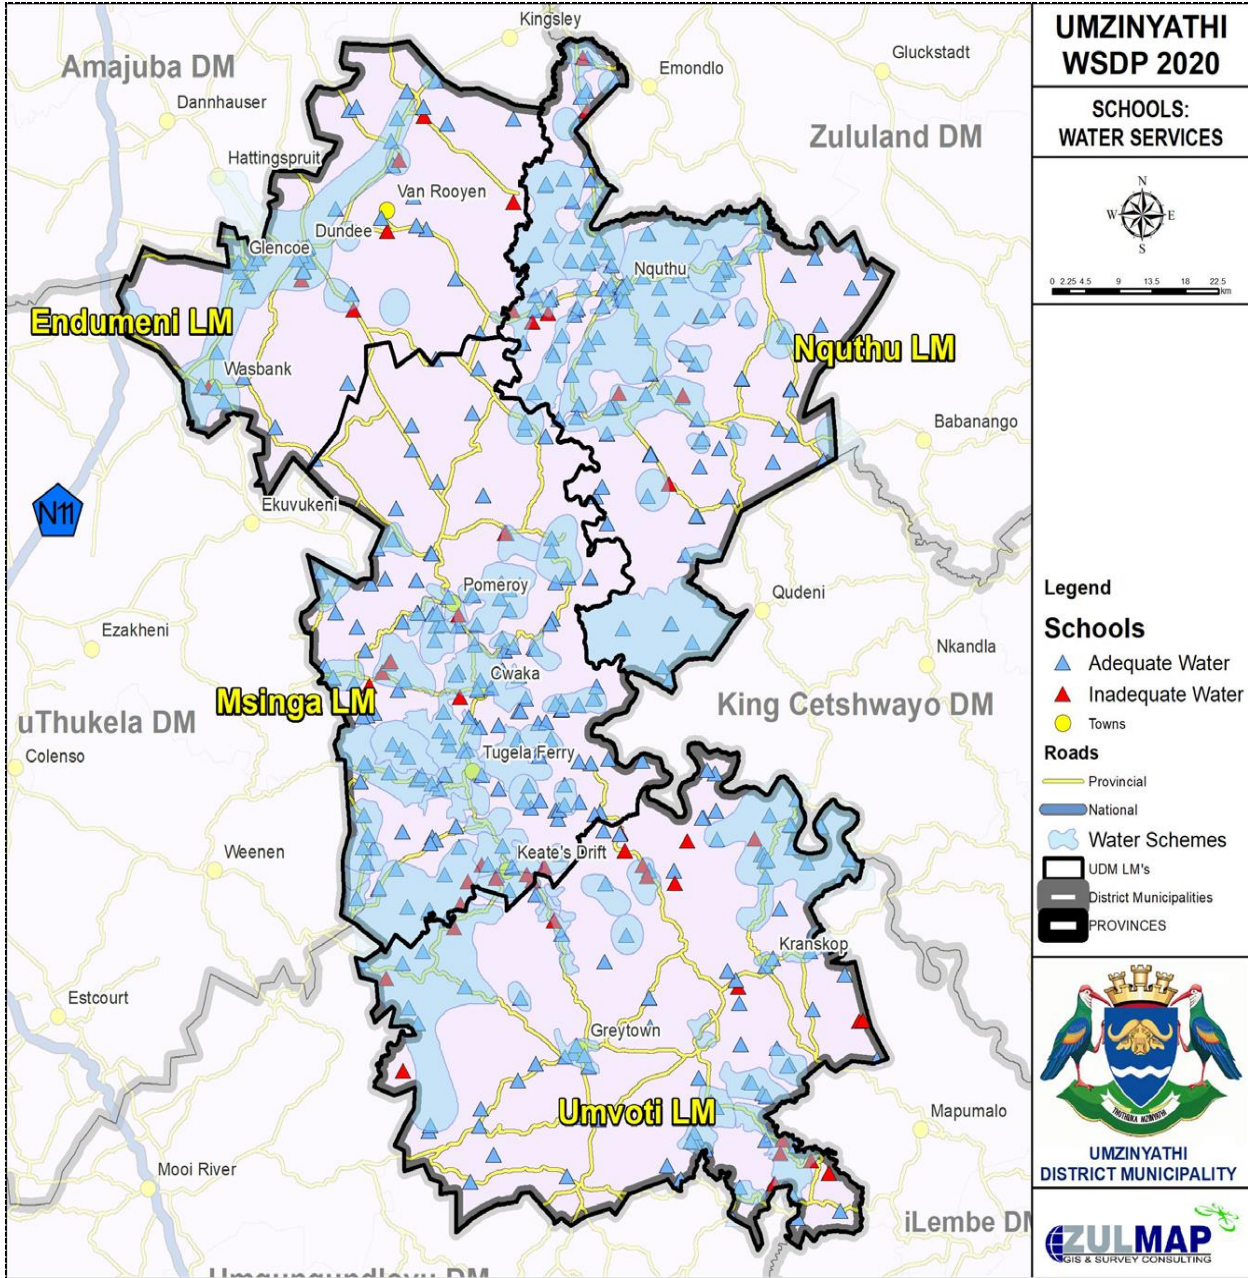 Kingsley
Gluckstadt
Amajuba DM
Emondlo
Dannhauser
Zululand DM
Hattingspruit
Van Rooyen
Dundee
Glencoe
Nquthu
Endumeni LM
Nquthu LM
Wasbank
Babanango
N11
Ekuvukeni
Pomeroy
Qudeni
Ezakheni
Nkandla
Cwaka
Msinga LM
King Cetshwayo DM
uThukela DM
Colenso
Tugela Ferry
Weenen
Keate's Drift
Kranskop
Estcourt
Greytown
Umvoti LM
Mapumalo
Mooi River
iLembe DM
Umgungundlovu DM
UMZINYATHI
WSDP 2020
SCHOOLS:
WATER SERVICES
N
W E
S
0 2.25 4.5 9 13.5 18 22.5
km
Legend
Schools
Adequate Water
Inadequate Water
Towns
Roads
Provincial
National
Water Schemes
UDM LM's
District Municipalities
PROVINCES
THUTHUKA MZINYATHI
UMZINYATHI
DISTRICT MUNICIPALITY
ZULMAP
GIS & SURVEY CONSULTING